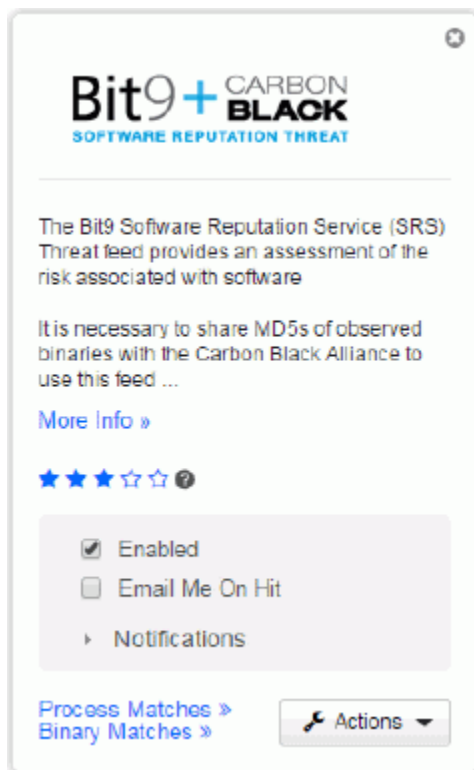 Bit9 + CARBON BLACK
SOFTWARE REPUTATION THREAT
The Bit9 Software Reputation Service (SRS)
Threat feed provides an assessment of the
risk associated with software
It is necessary to share MD5s of observed
binaries with the Carbon Black Alliance to
use this feed ...
More Info »
Enabled
Email Me On Hit
Notifications
Process Matches »
Binary Matches »
Actions